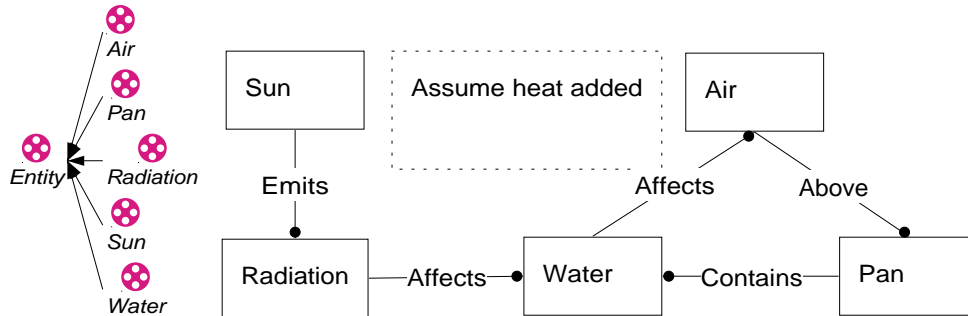 Air
Pan
Entity
Radiation
Sun
Water
Sun
Assume heat added
Air
Emits
Affects
Above
Radiation
Affects
Water
Contains
Pan